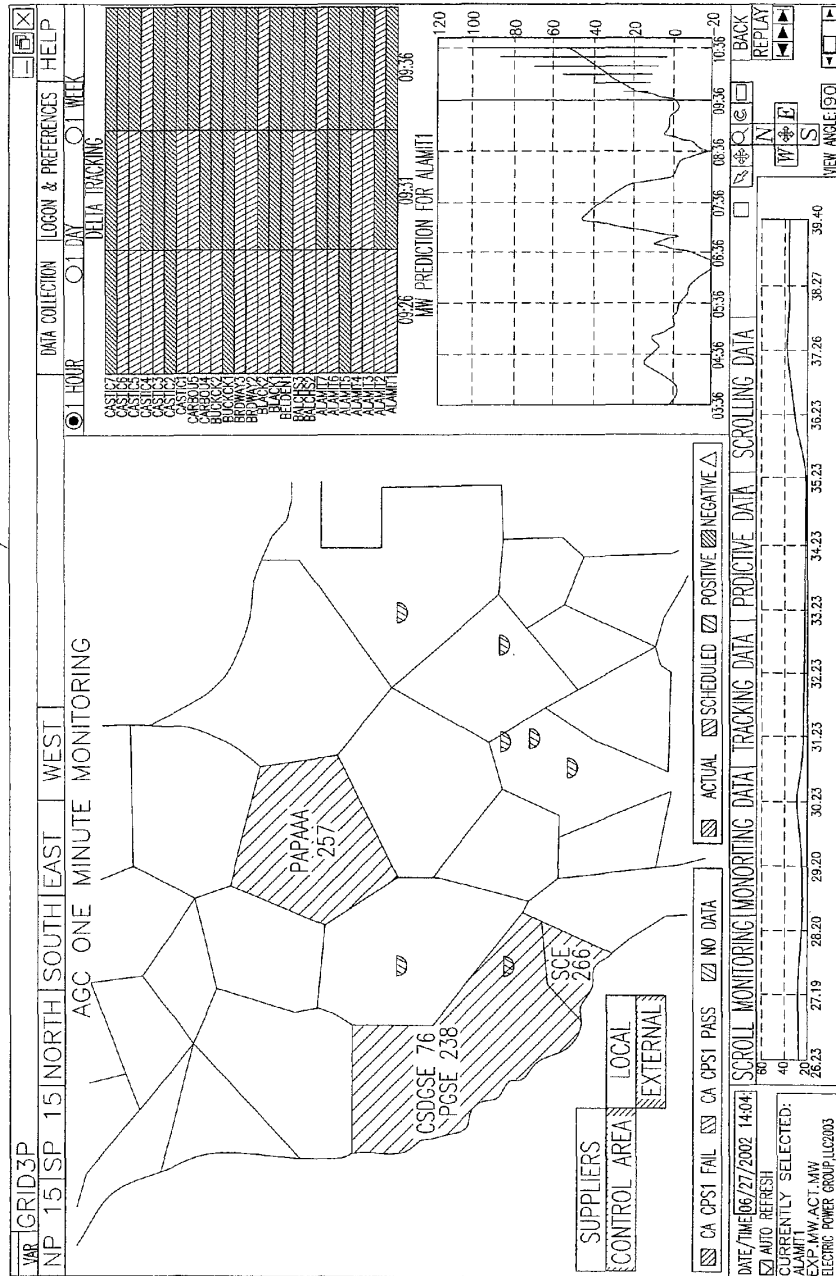 VAR GRID3P
NP 15 SP 15 NORTH SOUTH EAST WEST
DATA COLLECTION LOGON & PREFERENCES HELP
AGC ONE MINUTE MONITORING
PAPAAA
257
CSDGSE 76
PGSE 238
SCE
266
SUPPLIERS
CONTROL AREA LOCAL
EXTERNAL
CA CPS1 FAIL CA CPS1 PASS NO DATA
ACTUAL SCHEDULED POSITIVE NEGATIVE
1 HOUR 1 DAY 1 WEEK
DELTA TRACKING
CASTIC7
CASTIC6
CASTIC5
CASTIC4
CASTIC3
CASTIC2
CASTIC1
CARBOU5
CARBOU4
BUCKCK2
BUCKCK1
BRDWAY3
BRDWAY2
BLACK2
BLACK1
BELDEN1
BALCHS3
BALCHS2
ALAMIT7
ALAMIT6
ALAMIT5
ALAMIT4
ALAMIT3
ALAMIT2
ALAMIT1
09:26 09:31 09:36
MW PREDICTION FOR ALAMIT1
120
100
80
60
40
20
0
20
03:36 04:36 05:36 06:36 07:36 08:36 09:36 10:36
DATE/TIME 06/27/2002 14:04:
AUTO REFRESH
CURRENTLY SELECTED:
ALAMIT1
EXP.MW,ACT.MW
ELECTRIC POWER GROUP,LLC2003
SCROLL MONITORING MONORITING DATA TRACKING DATA PRDICTIVE DATA SCROLLING DATA
60
40
20
26.23 27.19 28.20 29.20 30.23 31.23 32.23 33.23 34.23 35.23 36.23 37.26 38.27 39.40
BACK
REPLAY
N
W E
S
VIEW ANGLE:90